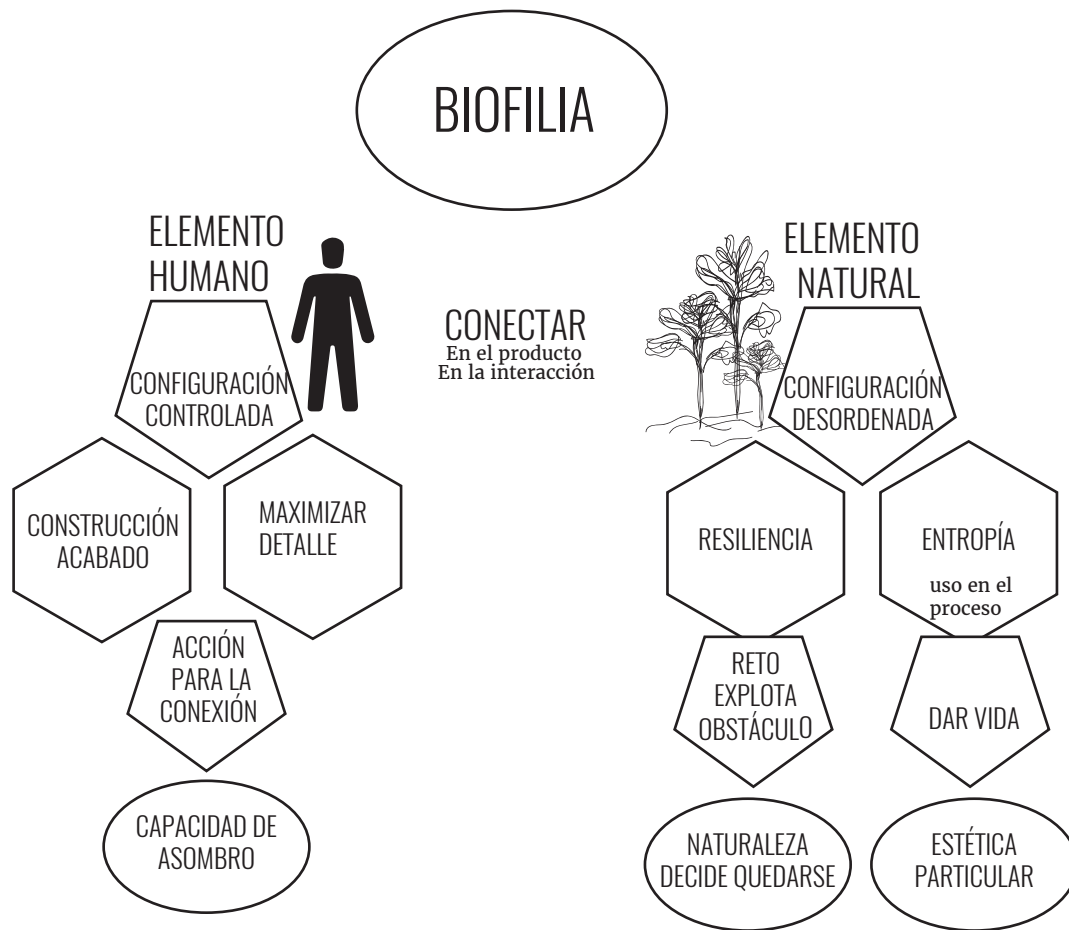 BIOFILIA
ELEMENTO
HUMANO
CONFIGURACIÓN
CONTROLADA
CONSTRUCCIÓN
ACABADO
MAXIMIZAR
DETALLE
ACCIÓN
PARA LA
CONEXIÓN
CAPACIDAD DE
ASOMBRO
CONECTAR
En el producto
En la interacción
ELEMENTO
NATURAL
CONFIGURACIÓN
DESORDENADA
RESILIENCIA
ENTROPÍA
uso en el
proceso
RETO
EXPLOTA
OBSTÁCULO
DAR VIDA
NATURALEZA
DECIDE QUEDARSE
ESTÉTICA
PARTICULAR